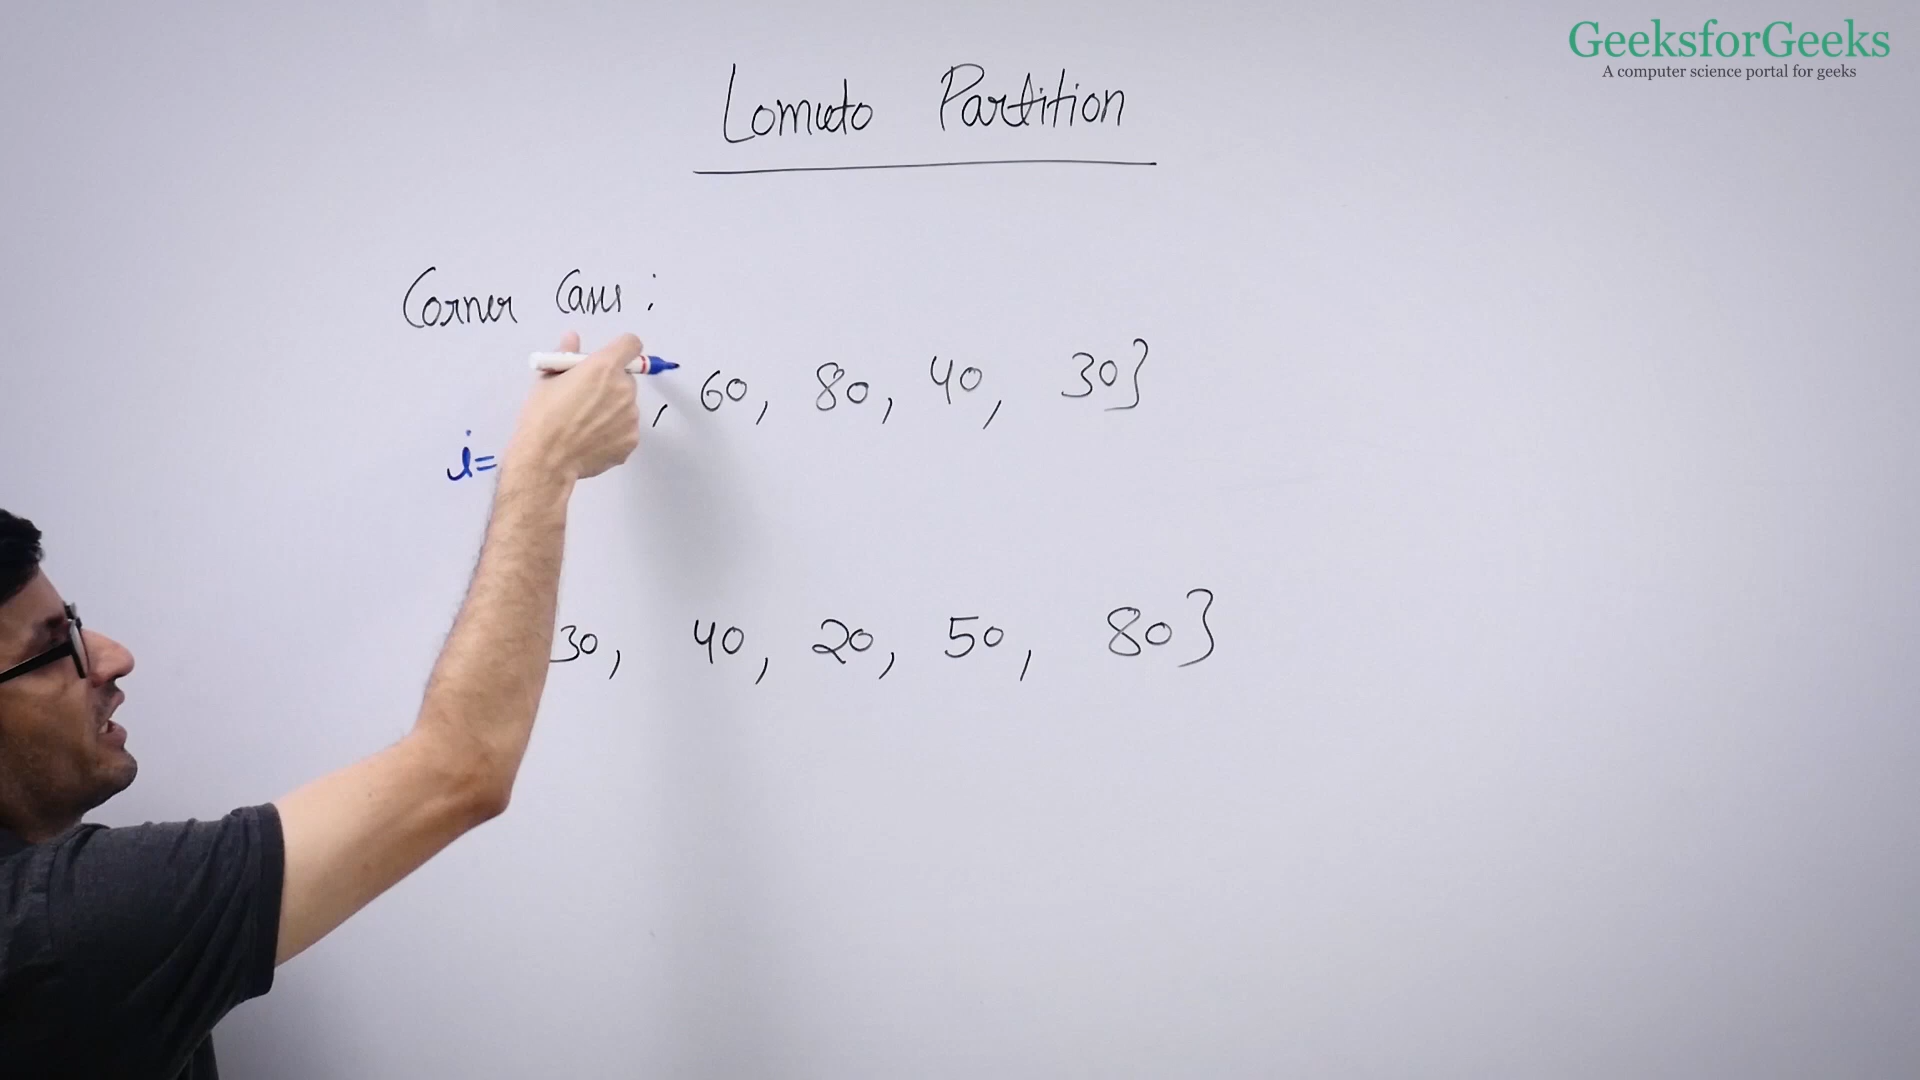 GeeksforGeeks
A computer science portal for geeks
Lomuto Partition
Corner Cases :
, 60, 80, 40, 30}
i=
30, 40, 20, 50, 80}